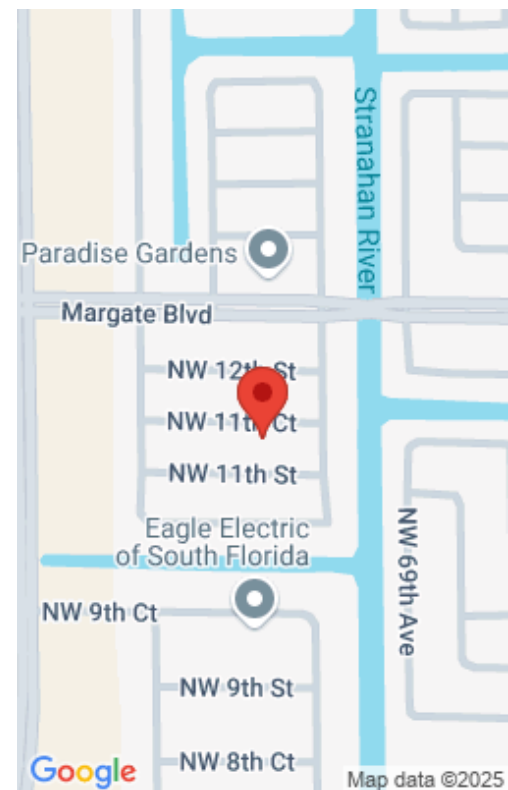 Stranahan River
Paradise Gardens
Margate Blvd
NW 12th St
NW 11th Ct
NW 11th St
Eagle Electric
of South Florida
NW 69th Ave
NW 9th Ct
NW 9th St
NW 8th Ct
Google
Map data ©2025